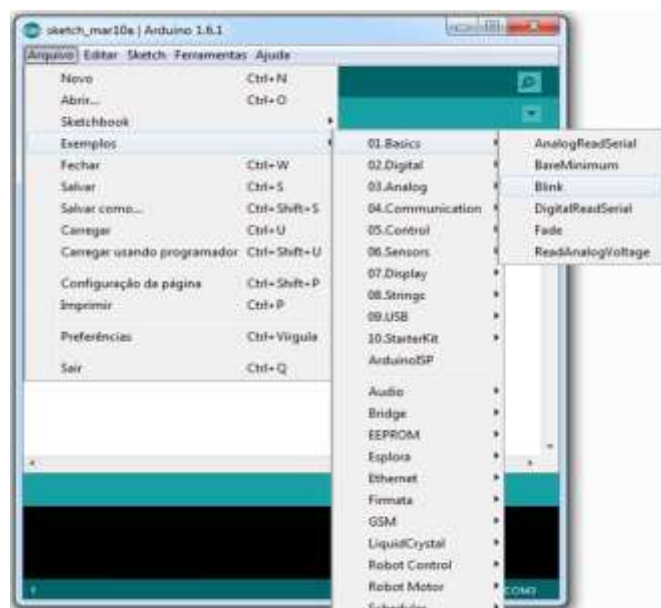 sketch_mar10a | Arduino 1.6.1
Arquivo Editar Sketch Ferramentas Ajuda
Novo Ctrl+N
Abrir... Ctrl+O
Sketchbook
Exemplos
Fechar Ctrl+W
Salvar Ctrl+S
Salvar como... Ctrl+Shift+S
Carregar Ctrl+U
Carregar usando programador Ctrl+Shift+U
Configuração da página Ctrl+Shift+P
Imprimir Ctrl+P
Preferências Ctrl+Vírgula
Sair Ctrl+Q
01.Basics
02.Digital
03.Analog
04.Communication
05.Control
06.Sensors
07.Display
08.Strings
09.USB
10.StarterKit
ArduinoISP
Audio
Bridge
EEPROM
Esplora
Ethernet
Firmata
GSM
LiquidCrystal
Robot Control
Robot Motor
Scheduler
AnalogReadSerial
BareMinimum
Blink
DigitalReadSerial
Fade
ReadAnalogVoltage